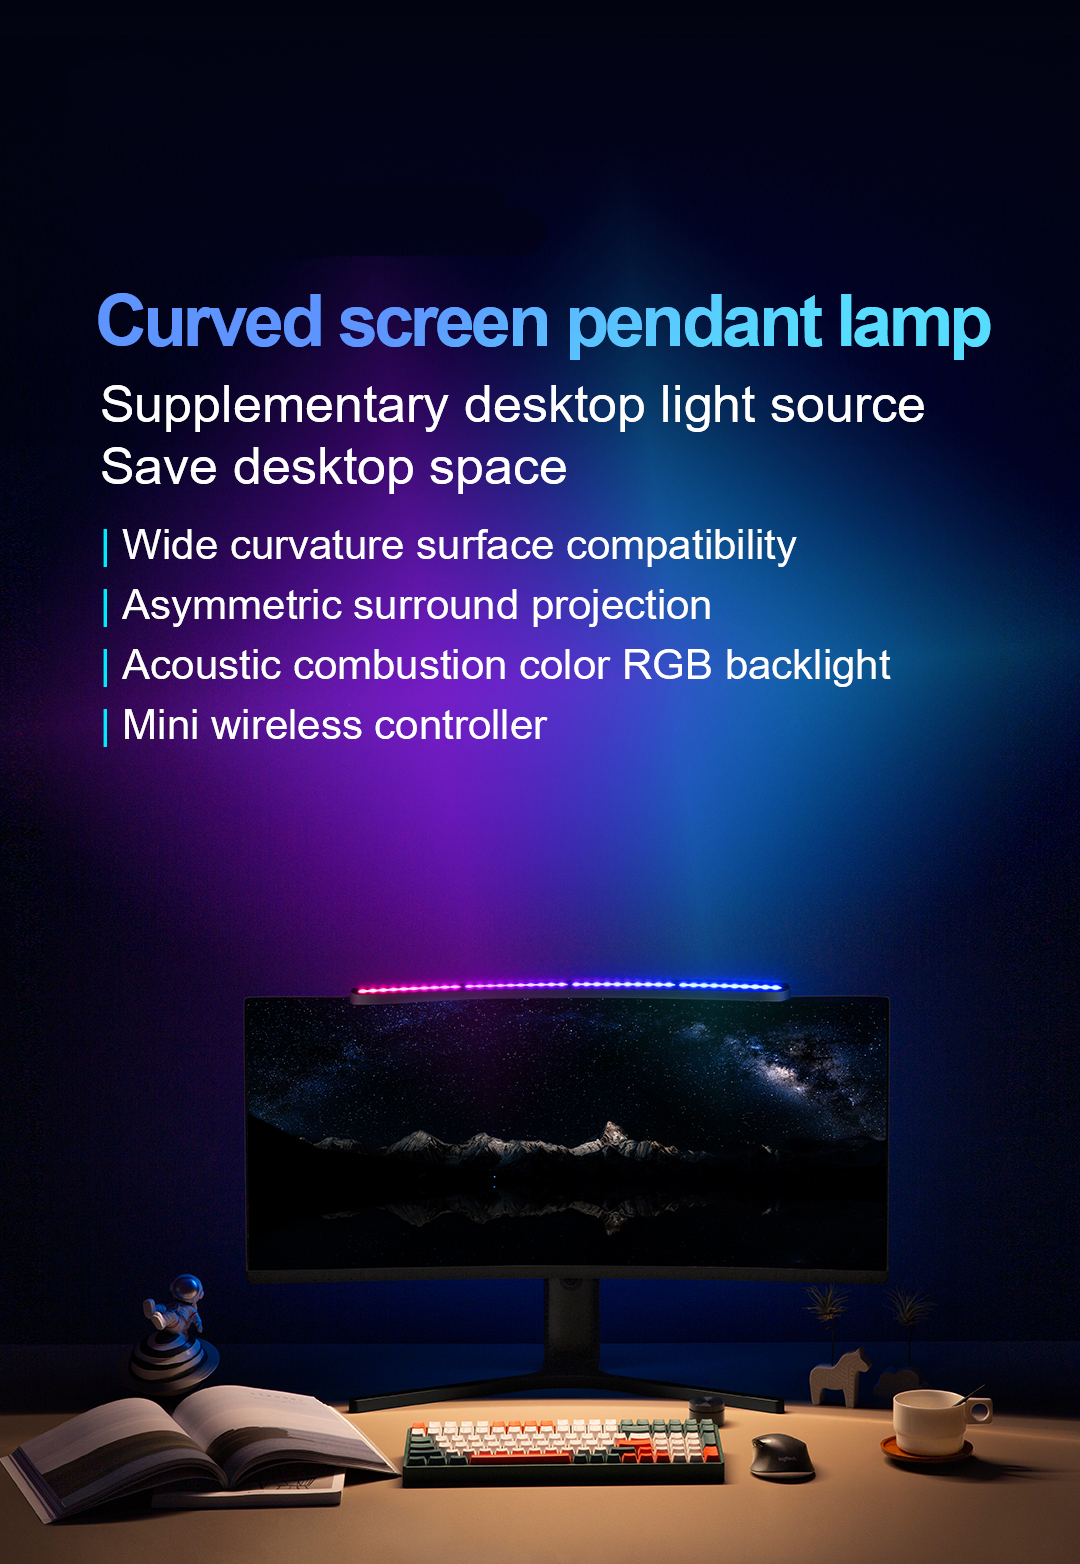 Curved screen pendant lamp
Supplementary desktop light source
Save desktop space
| Wide curvature surface compatibility
| Asymmetric surround projection
| Acoustic combustion color RGB backlight
| Mini wireless controller
logitech